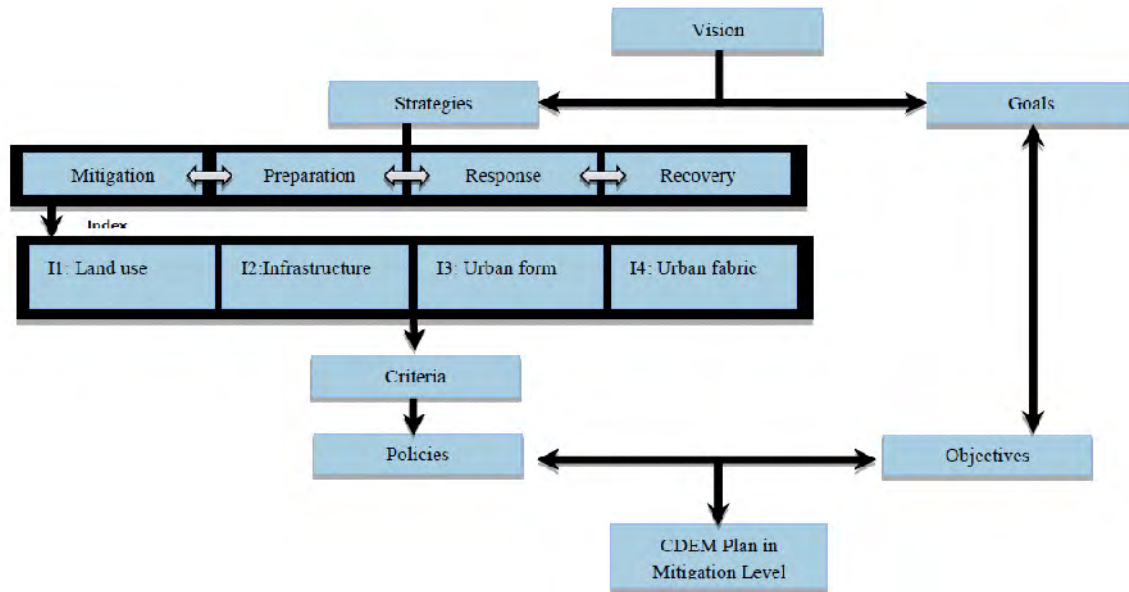 Vision
Strategies
Goals
Mitigation
Preparation
Response
Recovery
Index
I1: Land use
I2:Infrastructure
I3: Urban form
I4: Urban fabric
Criteria
Policies
Objectives
CDEM Plan in
Mitigation Level